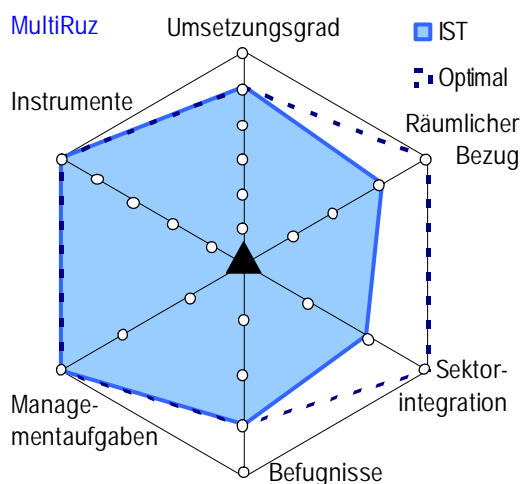 MultiRuz
Umsetzungsgrad
IST
Optimal
Instrumente
Räumlicher
Bezug
Sektor-
integration
Manage-
mentaufgaben
Befugnisse